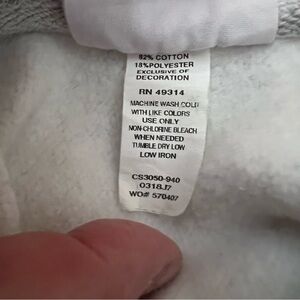 82% COTTON
18%POLYESTER
EXCLUSIVE OF
DECORATION
RN 49314
MACHINE WASH COLD
WITH LIKE COLORS
USE ONLY
NON-CHLORINE BLEACH
WHEN NEEDED
TUMBLE DRY LOW
LOW IRON
CS3050-940
0318J7
WO# 570407